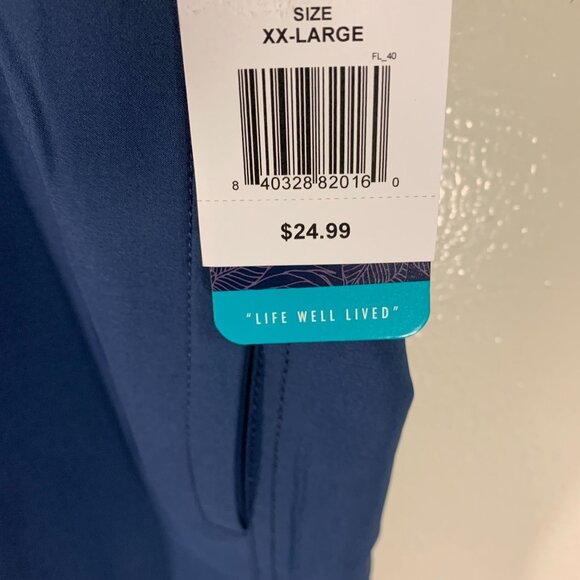 SIZE
XX-LARGE
FL_40
8 40328 82016 0
$24.99
"LIFE WELL LIVED"